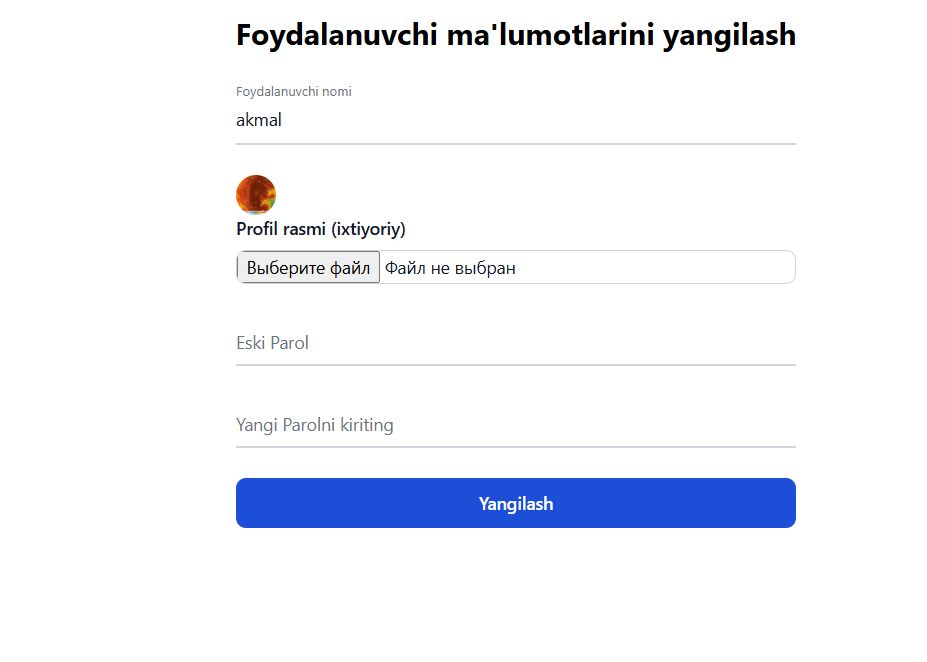 Foydalanuvchi ma'lumotlarini yangilash
Foydalanuvchi nomi
akmal
Profil rasmi (ixtiyoriy)
Выберите файл Файл не выбран
Eski Parol
Yangi Parolni kiriting
Yangilash